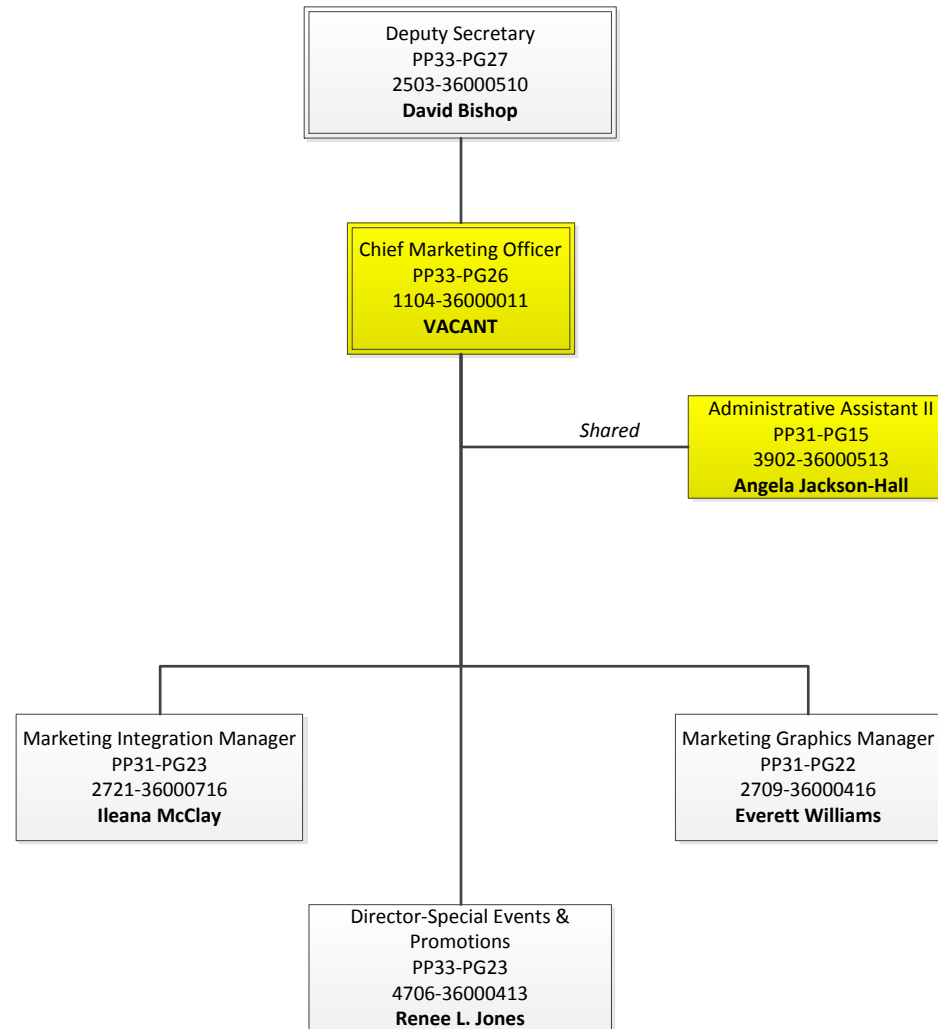 Deputy Secretary
PP33-PG27
2503-36000510
David Bishop
Chief Marketing Officer
PP33-PG26
1104-36000011
VACANT
Shared
Administrative Assistant II
PP31-PG15
3902-36000513
Angela Jackson-Hall
Marketing Integration Manager
PP31-PG23
2721-36000716
Ileana McClay
Marketing Graphics Manager
PP31-PG22
2709-36000416
Everett Williams
Director-Special Events &
Promotions
PP33-PG23
4706-36000413
Renee L. Jones